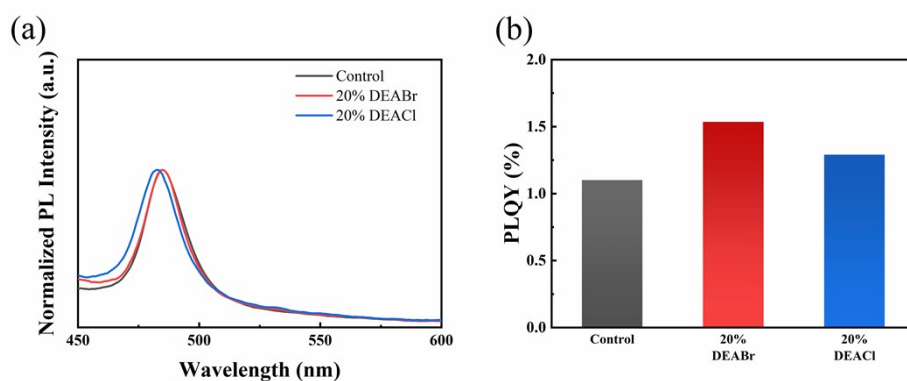 (a)
Normalized PL Intensity (a.u.)
Control
20% DEABr
20% DEACl
450
500
550
600
Wavelength (nm)
(b)
PLQY (%)
2.0
1.5
1.0
0.5
0.0
Control
20%
DEABr
20%
DEACl